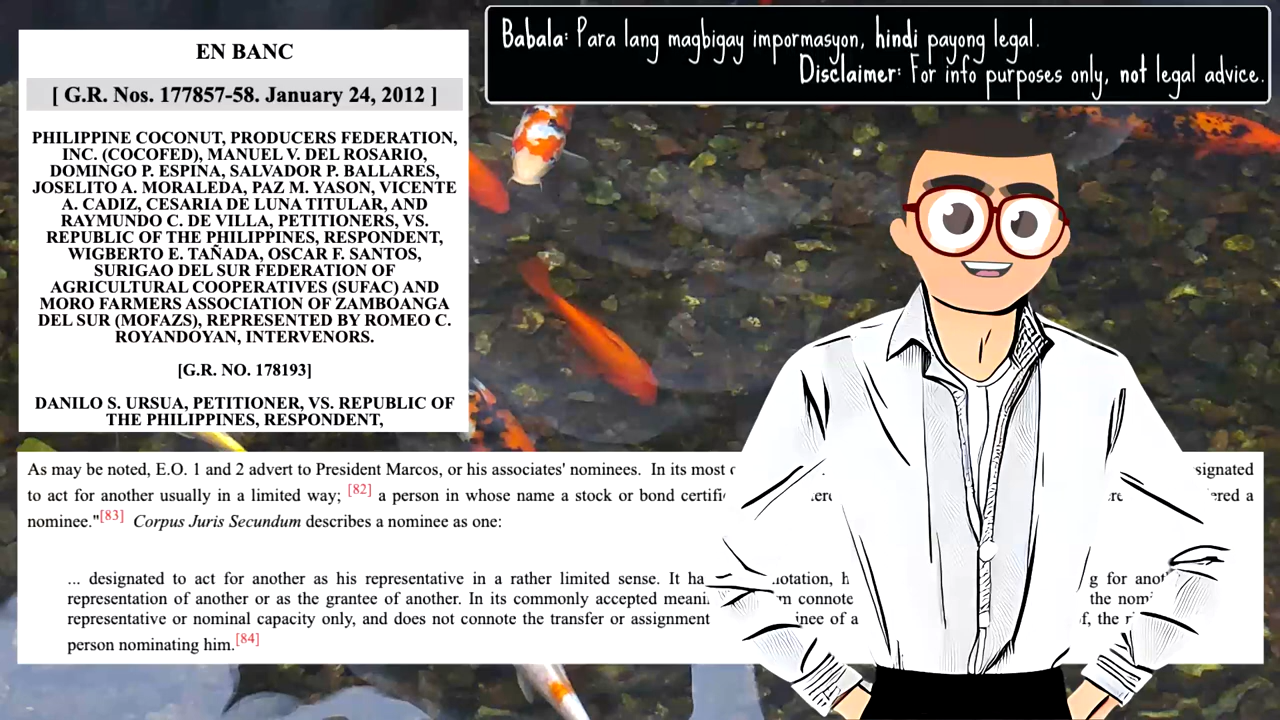 EN BANC
[ G.R. Nos. 177857-58. January 24, 2012 ]
PHILIPPINE COCONUT, PRODUCERS FEDERATION,
INC. (COCOFED), MANUEL V. DEL ROSARIO,
DOMINGO P. ESPINA, SALVADOR P. BALLARES,
JOSELITO A. MORALEDA, PAZ M. YASON, VICENTE
A. CADIZ, CESARIA DE LUNA TITULAR, AND
RAYMUNDO C. DE VILLA, PETITIONERS, VS.
REPUBLIC OF THE PHILIPPINES, RESPONDENT,
WIGBERTO E. TAÑADA, OSCAR F. SANTOS,
SURIGAO DEL SUR FEDERATION OF
AGRICULTURAL COOPERATIVES (SUFAC) AND
MORO FARMERS ASSOCIATION OF ZAMBOANGA
DEL SUR (MOFAZS), REPRESENTED BY ROMEO C.
ROYANDOYAN, INTERVENORS.
[G.R. NO. 178193]
DANILO S. URSUA, PETITIONER, VS. REPUBLIC OF
THE PHILIPPINES, RESPONDENT,
Babala: Para lang magbigay impormasyon, hindi payong legal.
Disclaimer: For info purposes only, not legal advice.
As may be noted, E.O. 1 and 2 advert to President Marcos, or his associates' nominees. In its most
to act for another usually in a limited way; [82] a person in whose name a stock or bond
nominee."[83] Corpus Juris Secundum describes a nominee as one:
... designated to act for another as his representative in a rather limited sense. It for
representation of another or as the grantee of another. In its commonly accepted connote the
representative or nominal capacity only, and does not connote the transfer or assignment of the
person nominating him.[84]